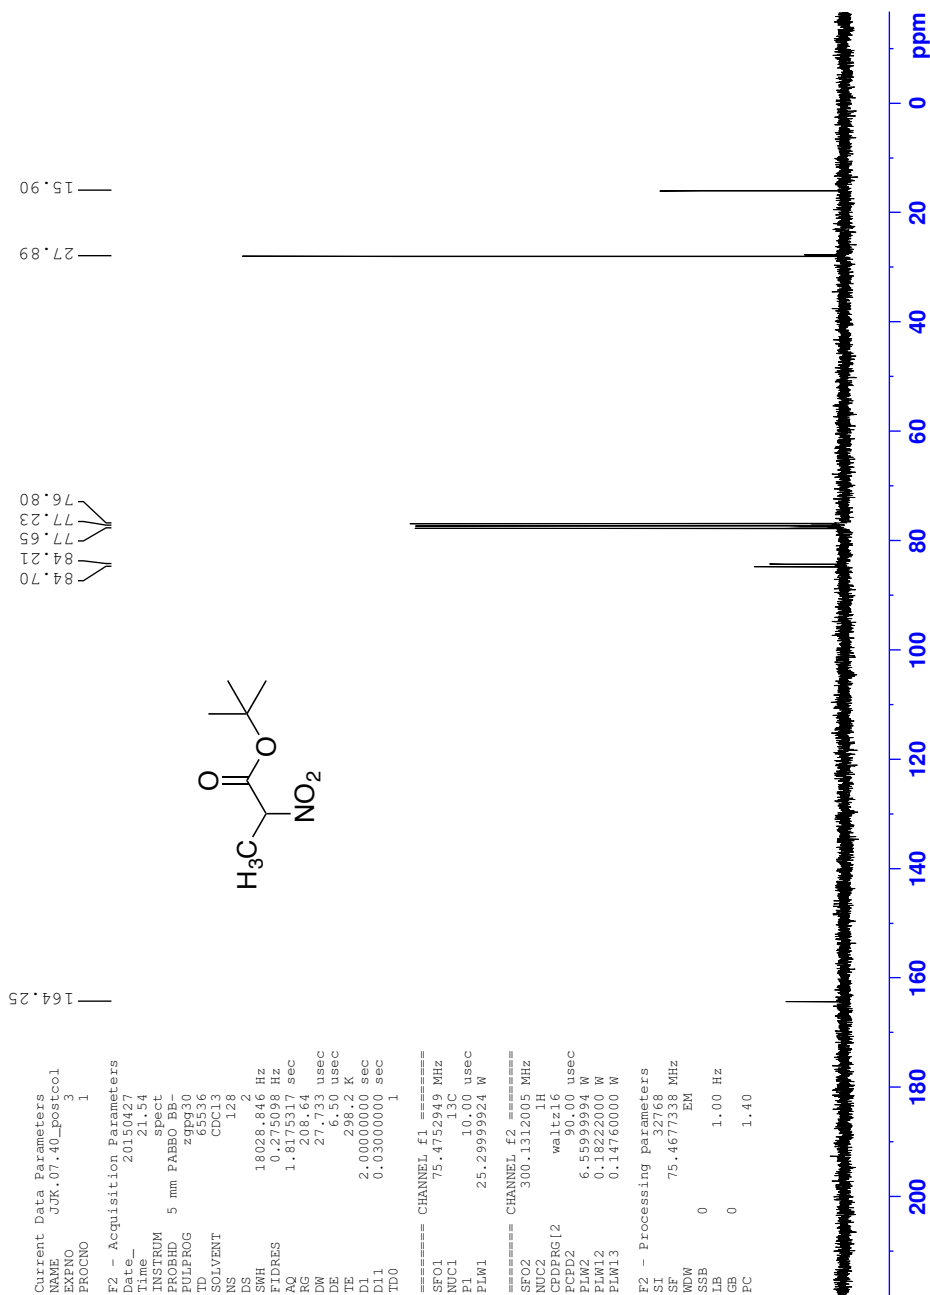 Current Data Parameters
NAME JJK.07.40_postcol
EXPNO 3
PROCNO 1
F2 - Acquisition Parameters
Date_ 20150427
Time 21.54
INSTRUM spect
PROBHD 5 mm PABBO BB-
PULPROG zgpg30
TD 65536
SOLVENT CDCl3
NS 128
DS 2
SWH 18028.846 Hz
FIDRES 0.275098 Hz
AQ 1.8175317 sec
RG 208.64
DW 27.733 usec
DE 6.50 usec
TE 298.2 K
D1 2.00000000 sec
D11 0.03000000 sec
TD0 1
======== CHANNEL f1 ========
SFO1 75.4752949 MHz
NUC1 13C
P1 10.00 usec
PLW1 25.29999924 W
======== CHANNEL f2 ========
SFO2 300.1312005 MHz
NUC2 1H
CPDPRG[2 waltz16
PCPD2 90.00 usec
PLW2 6.55999994 W
PLW12 0.18222000 W
PLW13 0.14760000 W
F2 - Processing parameters
SI 32768
SF 75.4677338 MHz
WDW EM
SSB 0
LB 1.00 Hz
GB 0
PC 1.40
164.25
84.70
84.21
77.65
77.23
76.80
27.89
15.90
O
O
H3C
NO2
200 180 160 140 120 100 80 60 40 20 0 ppm